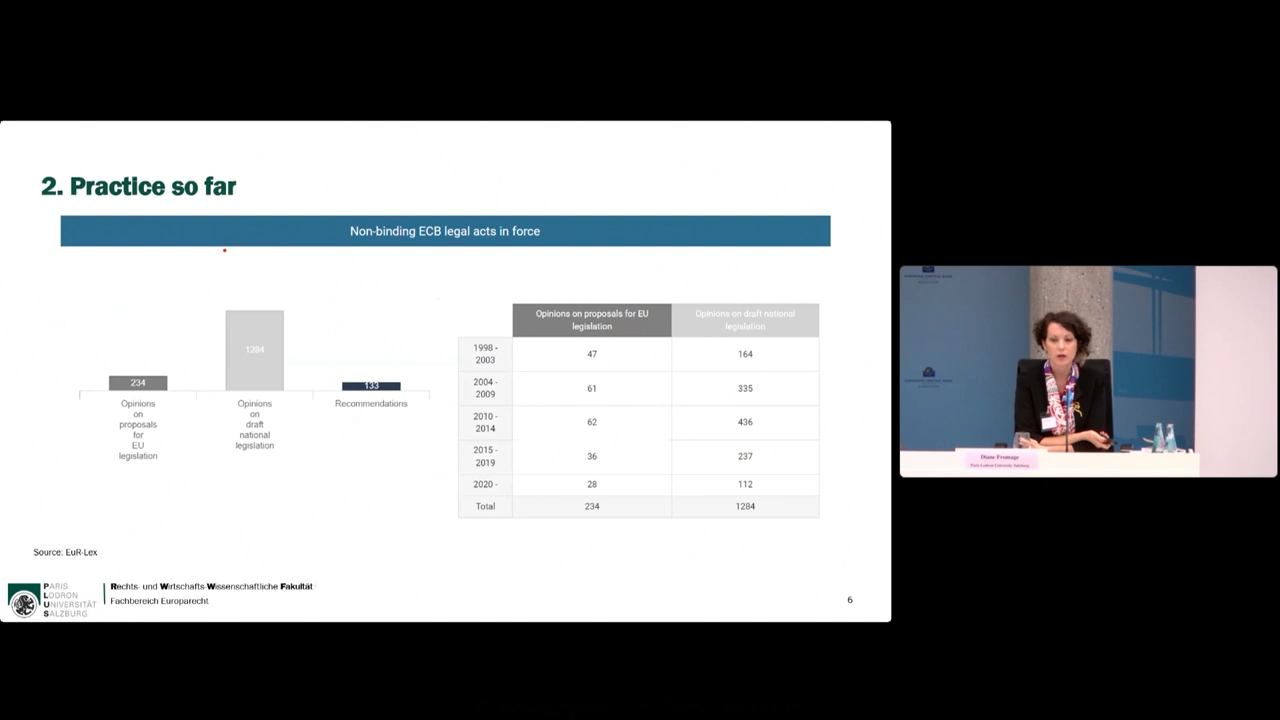 2. Practice so far
Non-binding ECB legal acts in force
234
1284
133
Opinions
on
proposals
for
EU
legislation
Opinions
on
draft
national
legislation
Recommendations
Opinions on proposals for EU
legislation
Opinions on draft national
legislation
1998 -
2003
47
164
2004 -
2009
61
335
2010 -
2014
62
436
2015 -
2019
36
237
2020 -
28
112
Total
234
1284
Source: EuR-Lex
PARIS
LODRON
UNIVERSITÄT
SALZBURG
Rechts- und Wirtschafts-Wissenschaftliche Fakultät
Fachbereich Europarecht
6
Diane Fromage
Paris Lodron University Salzburg